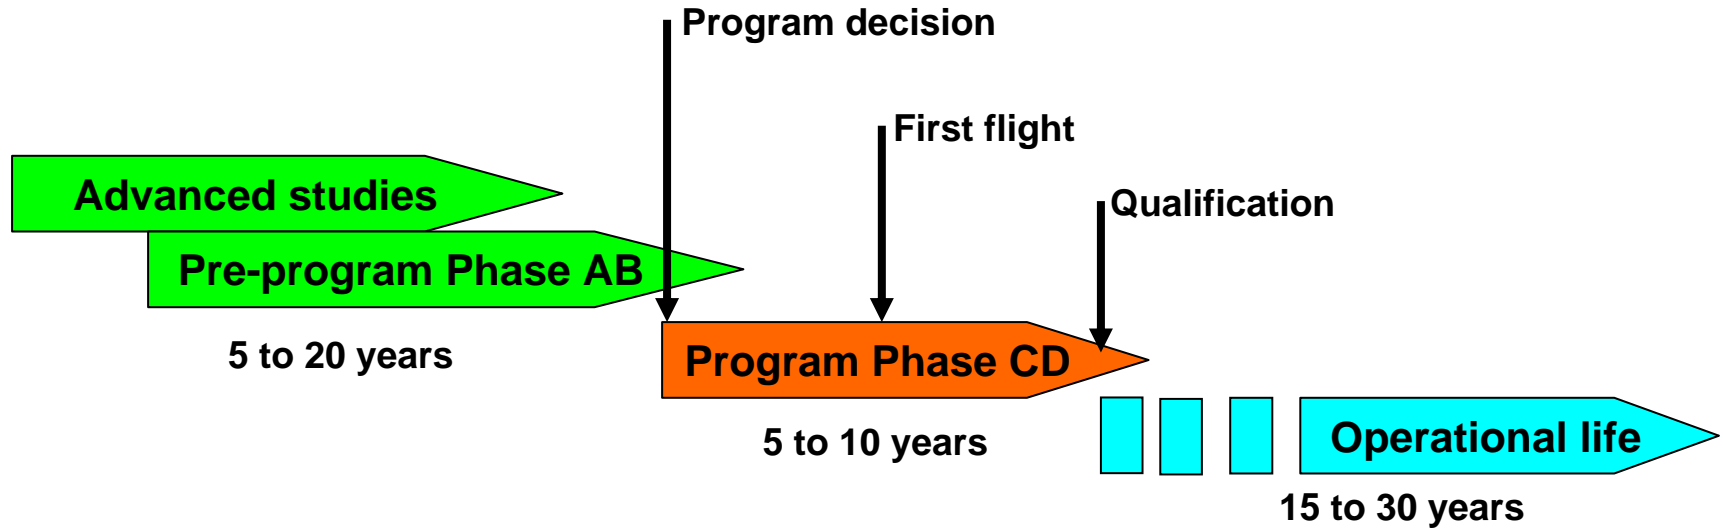 Program decision
First flight
Advanced studies
Qualification
Pre-program Phase AB
5 to 20 years
Program Phase CD
5 to 10 years
Operational life
15 to 30 years